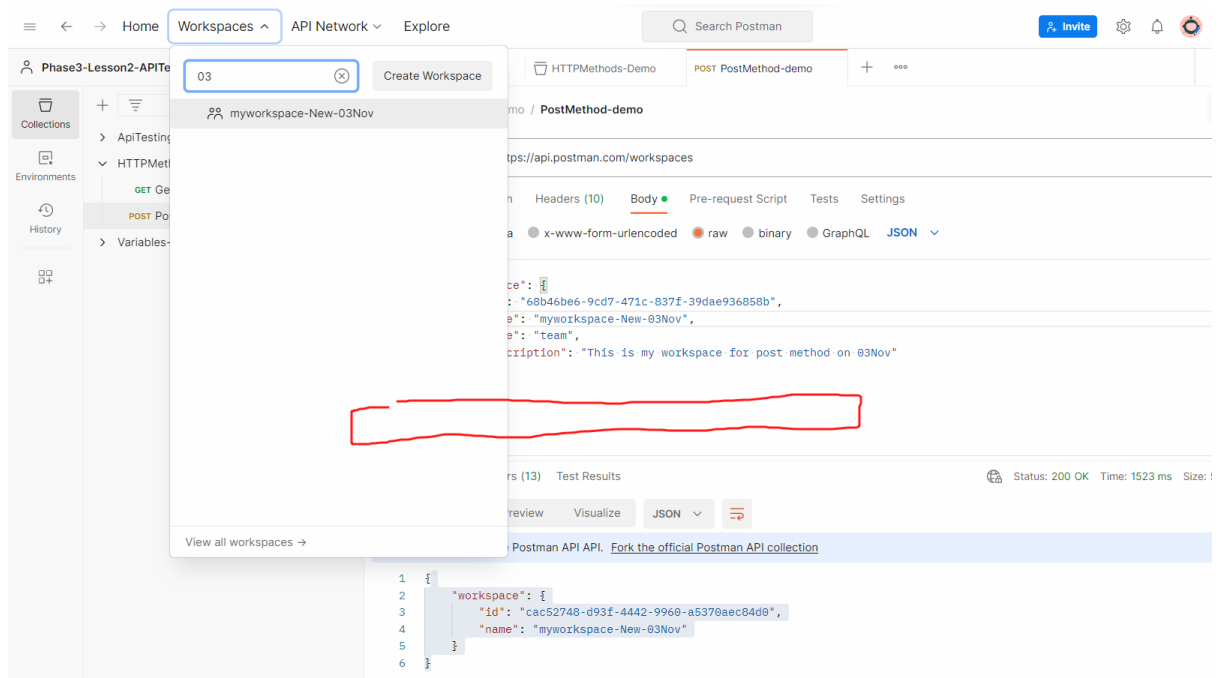 Home Workspaces API Network Explore Search Postman Invite
Phase3-Lesson2-APITe
03 Create Workspace
HTTPMethods-Demo POST PostMethod-demo
Collections
Environments
History
ApiTesting
HTTPMeth
GET Ge
POST Po
Variables-
myworkspace-New-03Nov
View all workspaces →
mo / PostMethod-demo
tps://api.postman.com/workspaces
n Headers (10) Body Pre-request Script Tests Settings
a x-www-form-urlencoded raw binary GraphQL JSON
ce": {
: "68b46be6-9cd7-471c-837f-39dae936858b",
e": "myworkspace-New-03Nov",
e": "team",
cription": "This is my workspace for post method on 03Nov"
rs (13) Test Results Status: 200 OK Time: 1523 ms Size:
review Visualize JSON
Postman API API. Fork the official Postman API collection
1 {
2 "workspace": {
3 "id": "cac52748-d93f-4442-9960-a5370aec84d0",
4 "name": "myworkspace-New-03Nov"
5 }
6 }